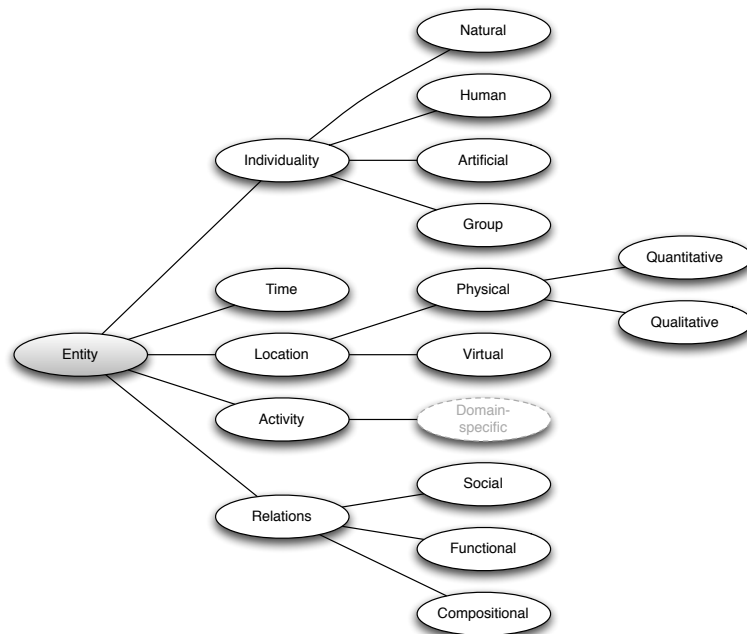 Natural
Human
Individuality
Artificial
Group
Quantitative
Time
Physical
Qualitative
Entity
Location
Virtual
Activity
Domain-
specific
Social
Relations
Functional
Compositional